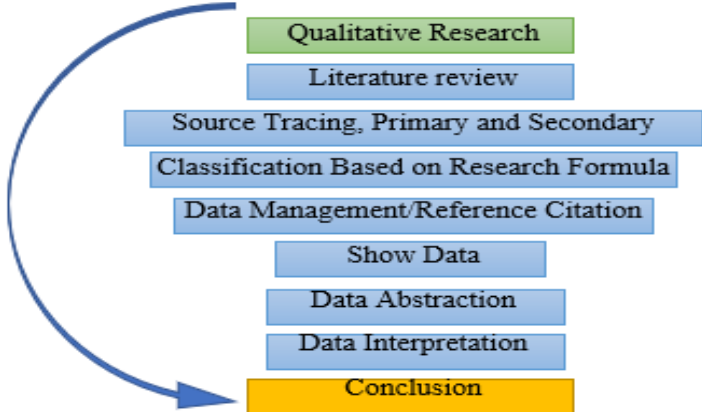 Qualitative Research
Literature review
Source Tracing, Primary and Secondary
Classification Based on Research Formula
Data Management/Reference Citation
Show Data
Data Abstraction
Data Interpretation
Conclusion